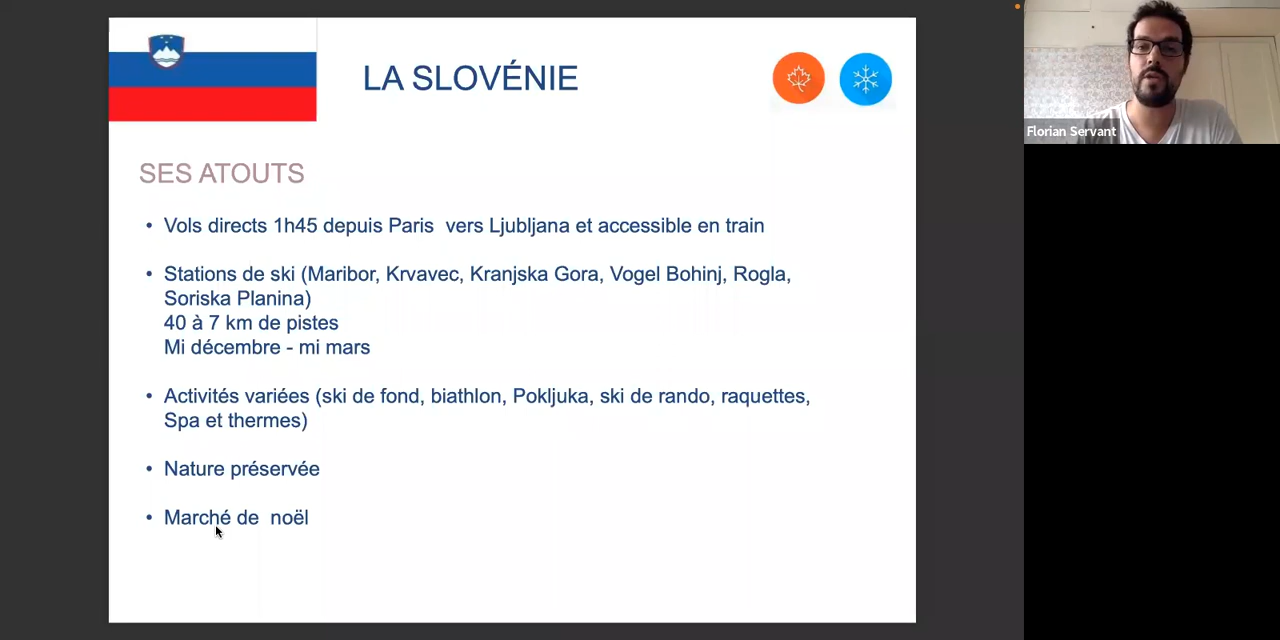 LA SLOVÉNIE
SES ATOUTS
• Vols directs 1h45 depuis Paris  vers Ljubljana et accessible en train
• Stations de ski (Maribor, Krvavec, Kranjska Gora, Vogel Bohinj, Rogla,
Soriska Planina)
40 à 7 km de pistes
Mi décembre - mi mars
• Activités variées (ski de fond, biathlon, Pokljuka, ski de rando, raquettes,
Spa et thermes)
• Nature préservée
• Marché de  noël
Florian Servant